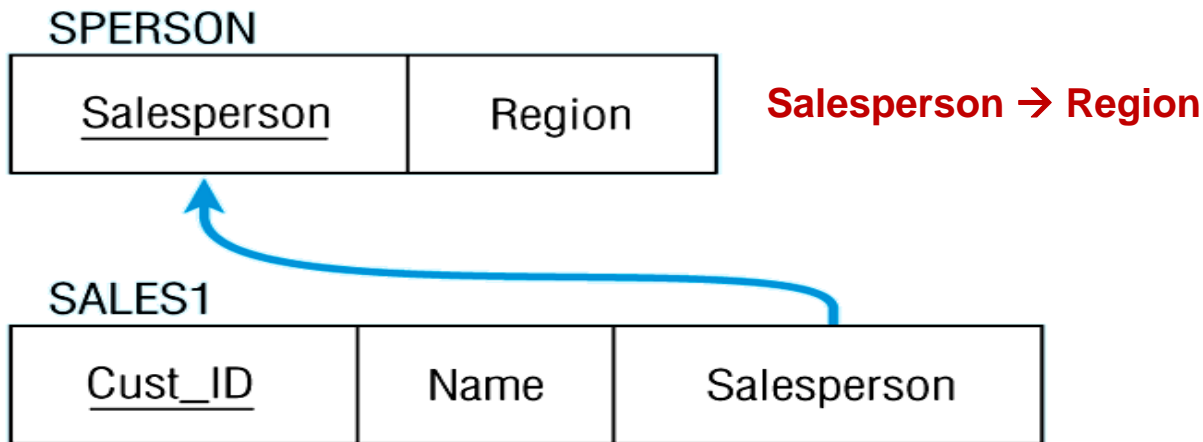 SPERSON
Salesperson Region
Salesperson → Region
SALES1
Cust_ID Name Salesperson